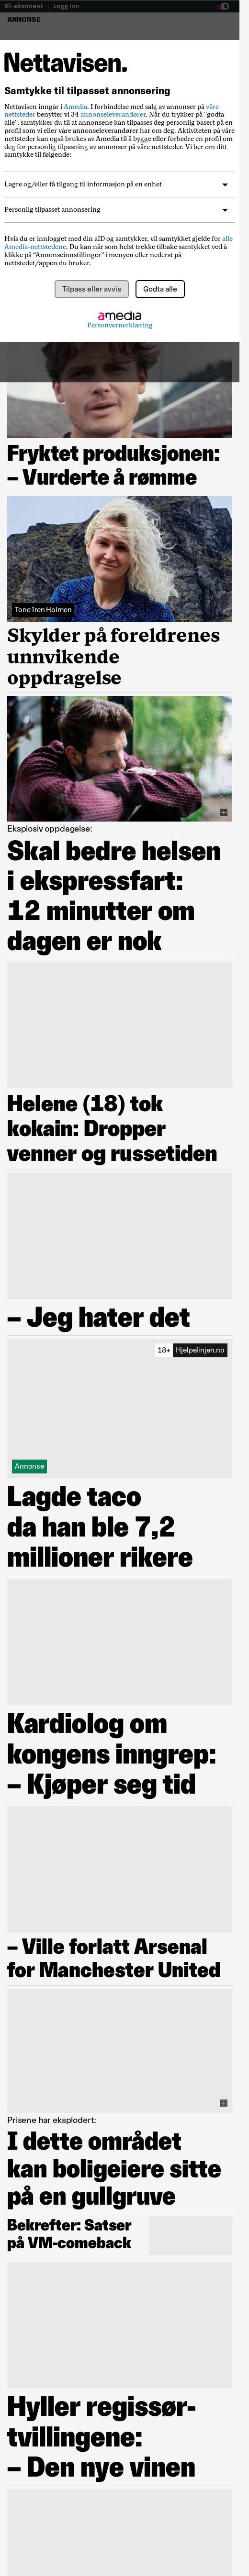 Bli abonnent | Logg inn
ANNONSE
Nettavisen.
Samtykke til tilpasset annonsering
Nettavisen inngår i Amedia. I forbindelse med salg av annonser på våre
nettsteder benytter vi 34 annonseleverandører. Når du trykker på "godta
alle", samtykker du til at annonsene kan tilpasses deg personlig basert på en
profil som vi eller våre annonseleverandører har om deg. Aktiviteter på våre
nettsteder kan også brukes av Amedia til å bygge eller forbedre en profil om
deg for personlig tilpasning av annonser på våre nettsteder. Vi ber om ditt
samtykke til følgende:
Lagre og/eller få tilgang til informasjon på en enhet
Personlig tilpasset annonsering
Hvis du er innlogget med din aID og samtykker, vil samtykket gjelde for alle
Amedia-nettstedene. Du kan når som helst trekke tilbake samtykket ved å
klikke på “Annonseinnstillinger” i menyen eller nederst på
nettstedet/appen du bruker.
Tilpass eller avvis
Godta alle
amedia
Personvernerklæring
Fryktet produksjonen:
– Vurderte å rømme
Tone Iren Holmen
Skylder på foreldrenes
unnvikende
oppdragelse
Eksplosiv oppdagelse:
Skal bedre helsen
i ekspressfart:
12 minutter om
dagen er nok
Helene (18) tok
kokain: Dropper
venner og russetiden
– Jeg hater det
18+ Hjelpelinjen.no
Annonse
Lagde taco
da han ble 7,2
millioner rikere
Kardiolog om
kongens inngrep:
– Kjøper seg tid
– Ville forlatt Arsenal
for Manchester United
Prisene har eksplodert:
I dette området
kan boligeiere sitte
på en gullgruve
Bekrefter: Satser
på VM-comeback
Hyller regissør-
tvillingene:
– Den nye vinen